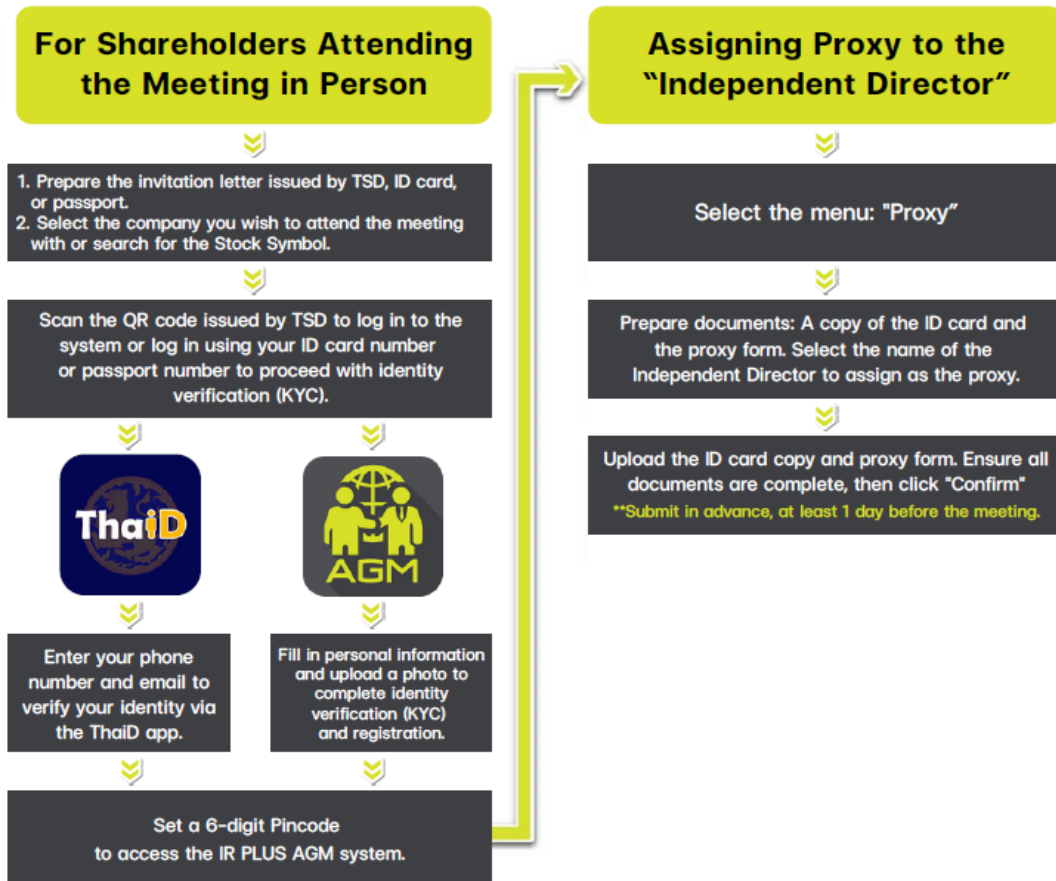 For Shareholders Attending
the Meeting in Person
1. Prepare the invitation letter issued by TSD, ID card,
or passport.
2. Select the company you wish to attend the meeting
with or search for the Stock Symbol.
Scan the QR code issued by TSD to log in to the
system or log in using your ID card number
or passport number to proceed with identity
verification (KYC).
ThaiD
Enter your phone
number and email to
verify your identity via
the ThaiD app.
AGM
Fill in personal information
and upload a photo to
complete identity
verification (KYC)
and registration.
Set a 6-digit Pincode
to access the IR PLUS AGM system.
Assigning Proxy to the
“Independent Director”
Select the menu: "Proxy”
Prepare documents: A copy of the ID card and
the proxy form. Select the name of the
Independent Director to assign as the proxy.
Upload the ID card copy and proxy form. Ensure all
documents are complete, then click "Confirm"
**Submit in advance, at least 1 day before the meeting.